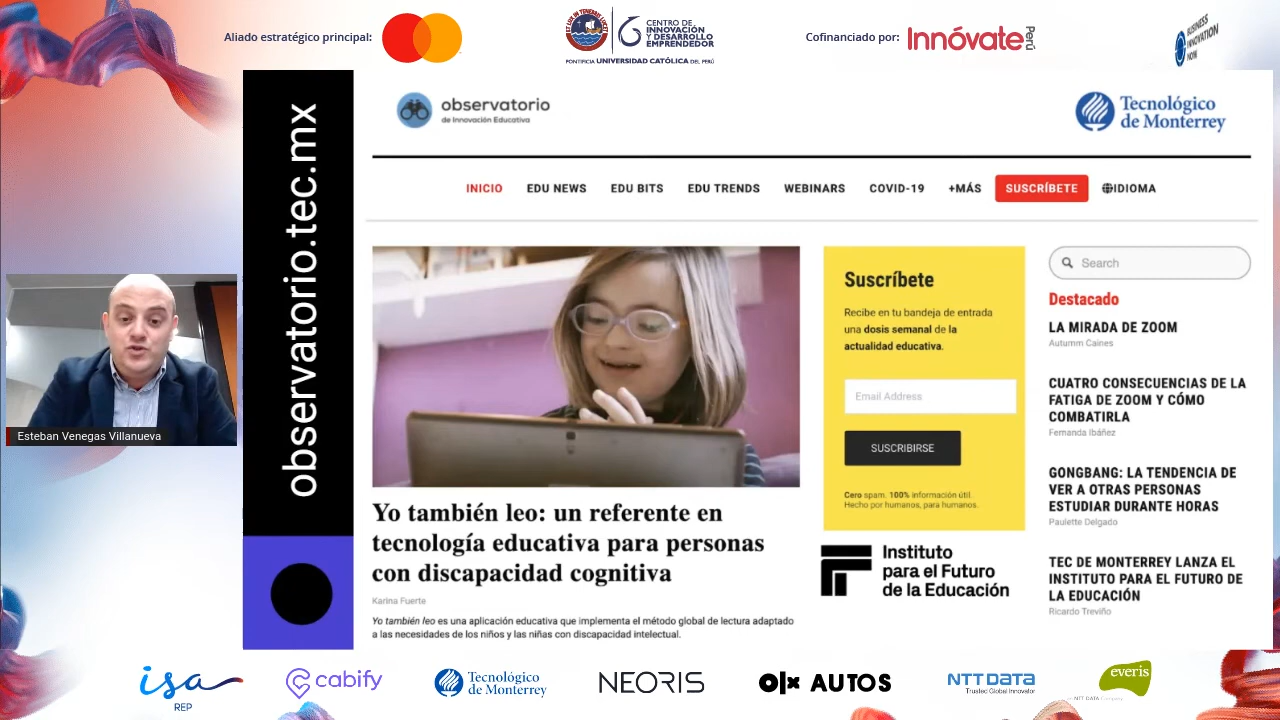 Aliado estratégico principal:
CENTRO DE
INNOVACIÓN
Y DESARROLLO
EMPRENDEDOR
PONTIFICIA UNIVERSIDAD CATÓLICA DEL PERÚ
Cofinanciado por:
Innóvate
Perú
BUSINESS
INNOVATION
NOW
observatorio.tec.mx
observatorio
de Innovación Educativa
Tecnológico
de Monterrey
INICIO EDU NEWS EDU BITS EDU TRENDS WEBINARS COVID-19 +MÁS SUSCRÍBETE IDIOMA
Yo también leo: un referente en
tecnología educativa para personas
con discapacidad cognitiva
Karina Fuerte
Yo también leo es una aplicación educativa que implementa el método global de lectura adaptado
a las necesidades de los niños y las niñas con discapacidad intelectual.
Suscríbete
Recibe en tu bandeja de entrada
una dosis semanal de la
actualidad educativa.
Email Address
SUSCRIBIRSE
Cero spam. 100% información útil.
Hecho por humanos, para humanos.
Instituto
para el Futuro
de la Educación
Search
Destacado
LA MIRADA DE ZOOM
Autumm Caines
CUATRO CONSECUENCIAS DE LA
FATIGA DE ZOOM Y CÓMO
COMBATIRLA
Fernanda Ibáñez
GONGBANG: LA TENDENCIA DE
VER A OTRAS PERSONAS
ESTUDIAR DURANTE HORAS
Paulette Delgado
TEC DE MONTERREY LANZA EL
INSTITUTO PARA EL FUTURO DE
LA EDUCACIÓN
Ricardo Treviño
Esteban Venegas Villanueva
isa
REP
cabify
Tecnológico
de Monterrey
NEORIS
olx AUTOS
NTT DATA
Trusted Global Innovator
everis
an NTT DATA Company